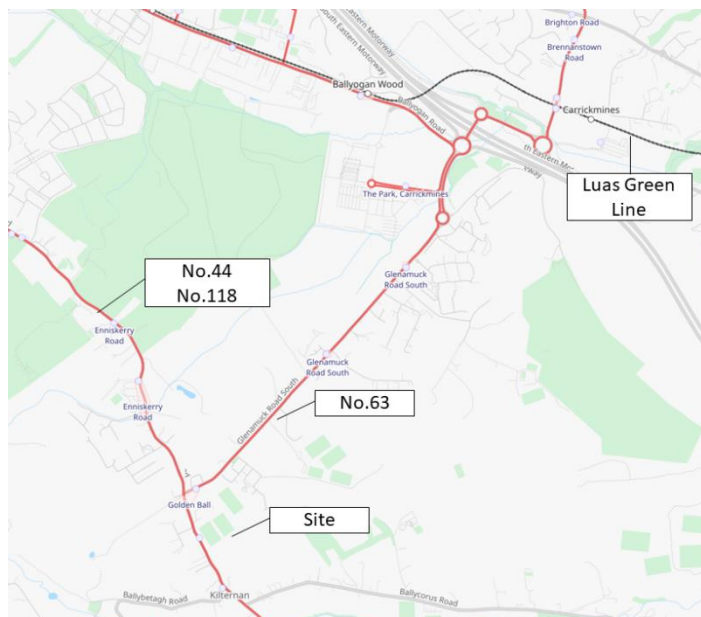 Brighton Road
South Eastern Motorway
South Eastern Motorway
Brennanstown
Road
Ballyogan Wood
Ballyogan Road
Carrickmines
Luas Green
Line
The Park, Carrickmines
No.44
No.118
Glenamuck
Road South
Enniskerry
Road
Glenamuck
Road South
No.63
Glenamuck Road South
Enniskerry
Road
Golden Ball
Site
Kilternan
Ballybetagh Road
Ballycorus Road